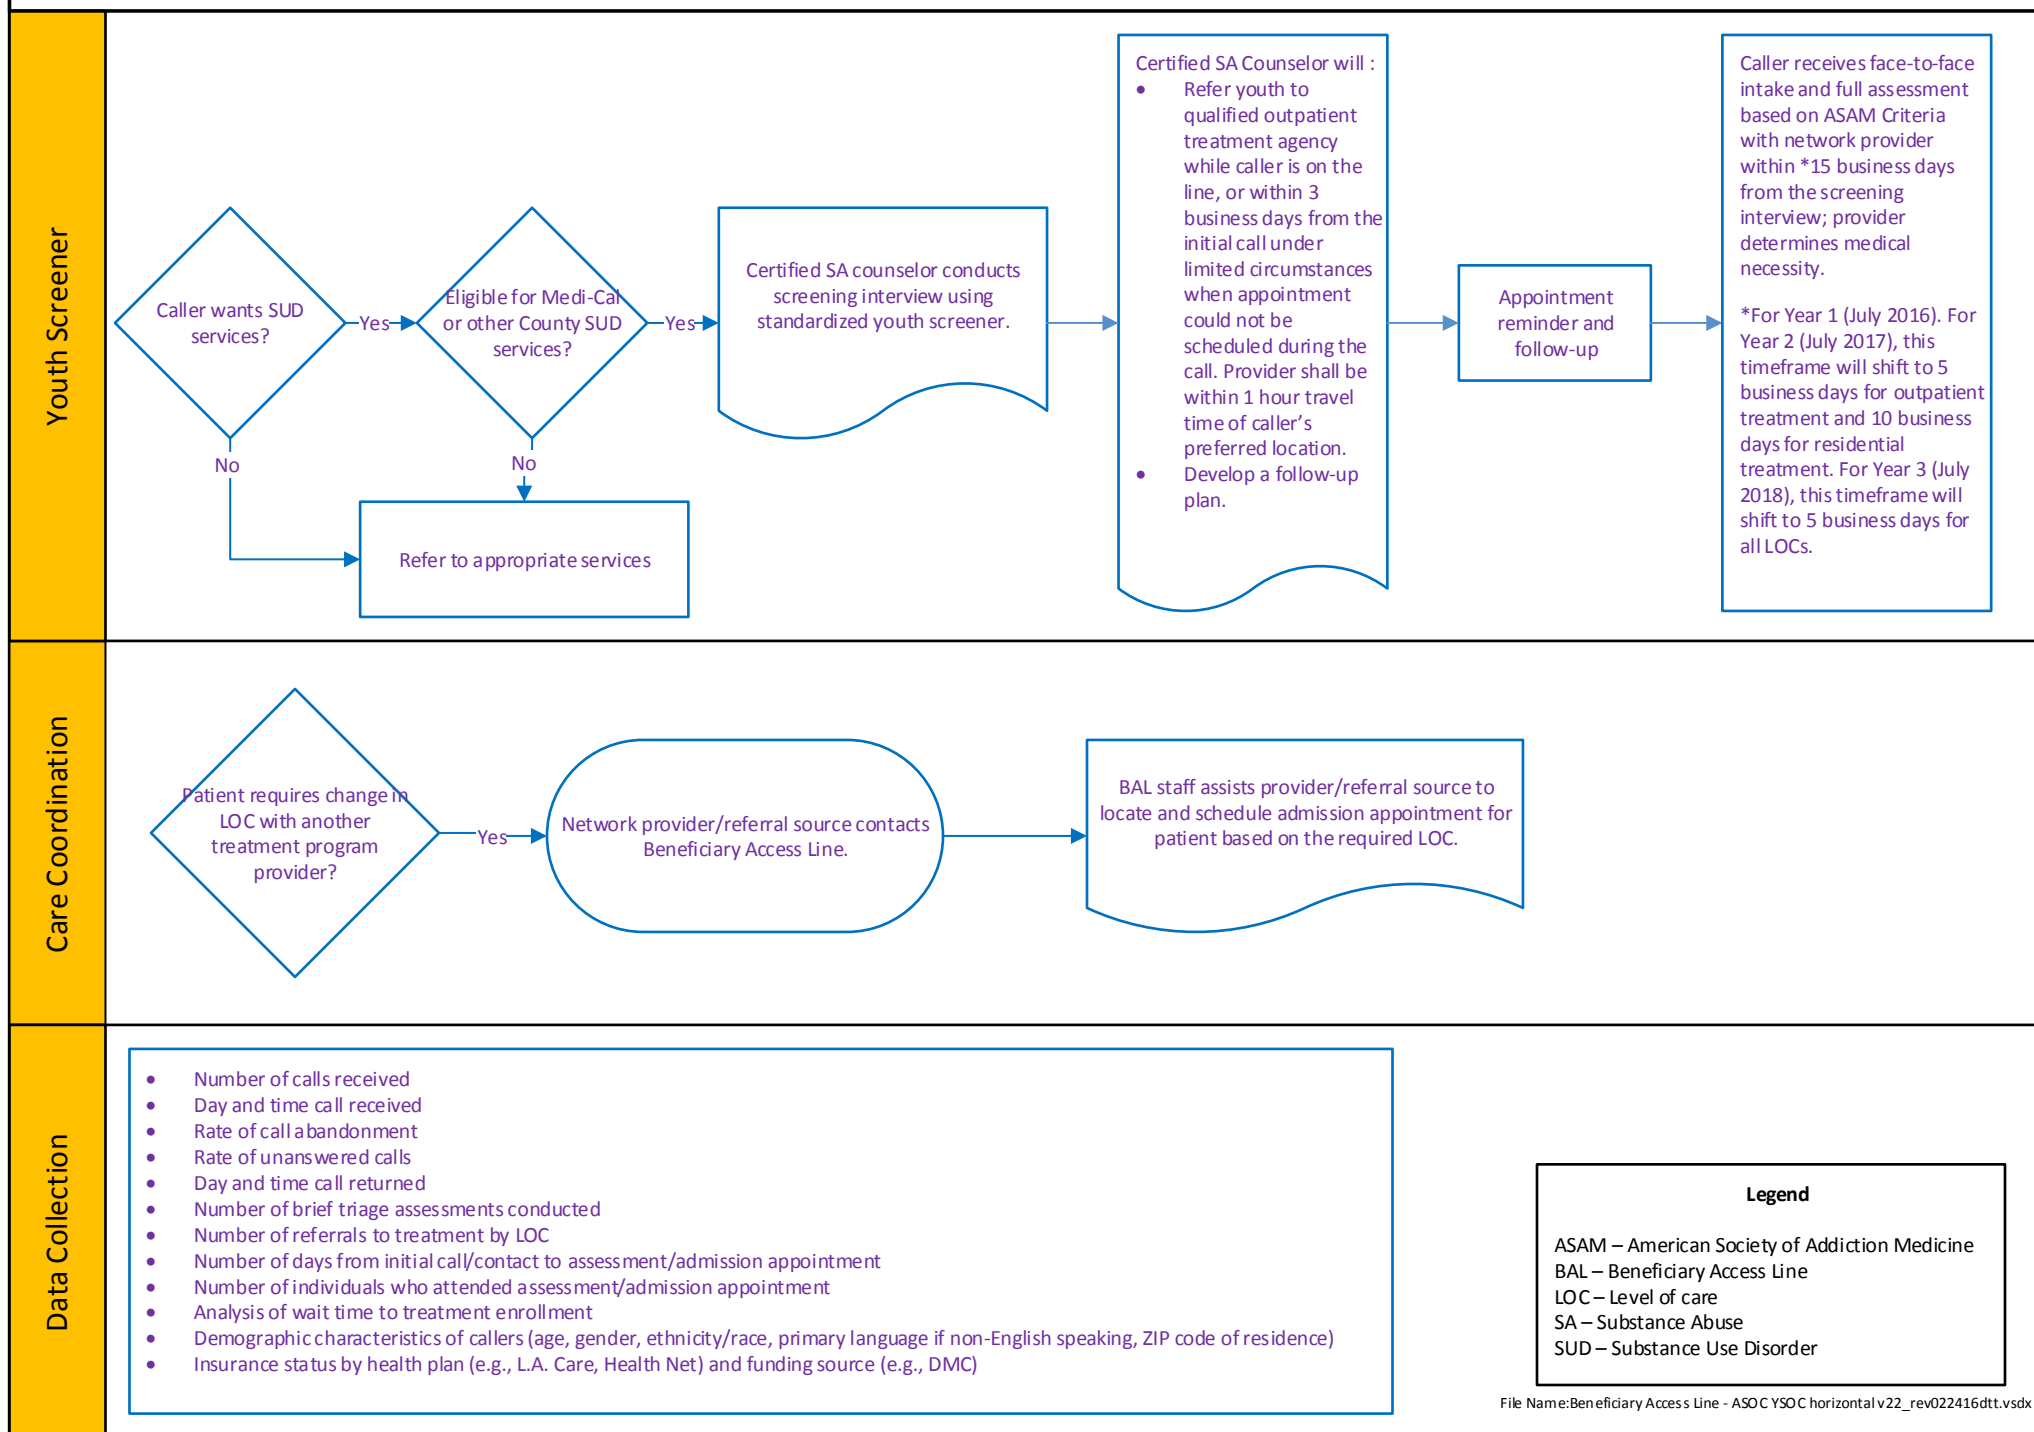 Youth Screener
Caller wants SUD
services?
Yes
No
Eligible for Medi-Cal
or other County SUD
services?
Yes
No
Refer to appropriate services
Certified SA counselor conducts
screening interview using
standardized youth screener.
Certified SA Counselor will :
• Refer youth to
qualified outpatient
treatment agency
while caller is on the
line, or within 3
business days from the
initial call under
limited circumstances
when appointment
could not be
scheduled during the
call. Provider shall be
within 1 hour travel
time of caller’s
preferred location.
• Develop a follow-up
plan.
Appointment
reminder and
follow-up
Caller receives face-to-face
intake and full assessment
based on ASAM Criteria
with network provider
within *15 business days
from the screening
interview; provider
determines medical
necessity.
*For Year 1 (July 2016). For
Year 2 (July 2017), this
timeframe will shift to 5
business days for outpatient
treatment and 10 business
days for residential
treatment. For Year 3 (July
2018), this timeframe will
shift to 5 business days for
all LOCs.
Care Coordination
Patient requires change in
LOC with another
treatment program
provider?
Yes
Network provider/referral source contacts
Beneficiary Access Line.
BAL staff assists provider/referral source to
locate and schedule admission appointment for
patient based on the required LOC.
Data Collection
• Number of calls received
• Day and time call received
• Rate of call abandonment
• Rate of unanswered calls
• Day and time call returned
• Number of brief triage assessments conducted
• Number of referrals to treatment by LOC
• Number of days from initial call/contact to assessment/admission appointment
• Number of individuals who attended assessment/admission appointment
• Analysis of wait time to treatment enrollment
• Demographic characteristics of callers (age, gender, ethnicity/race, primary language if non-English speaking, ZIP code of residence)
• Insurance status by health plan (e.g., L.A. Care, Health Net) and funding source (e.g., DMC)
Legend
ASAM – American Society of Addiction Medicine
BAL – Beneficiary Access Line
LOC – Level of care
SA – Substance Abuse
SUD – Substance Use Disorder
File Name:Beneficiary Access Line - ASOC YSOC horizontal v22_rev022416dtt.vsdx